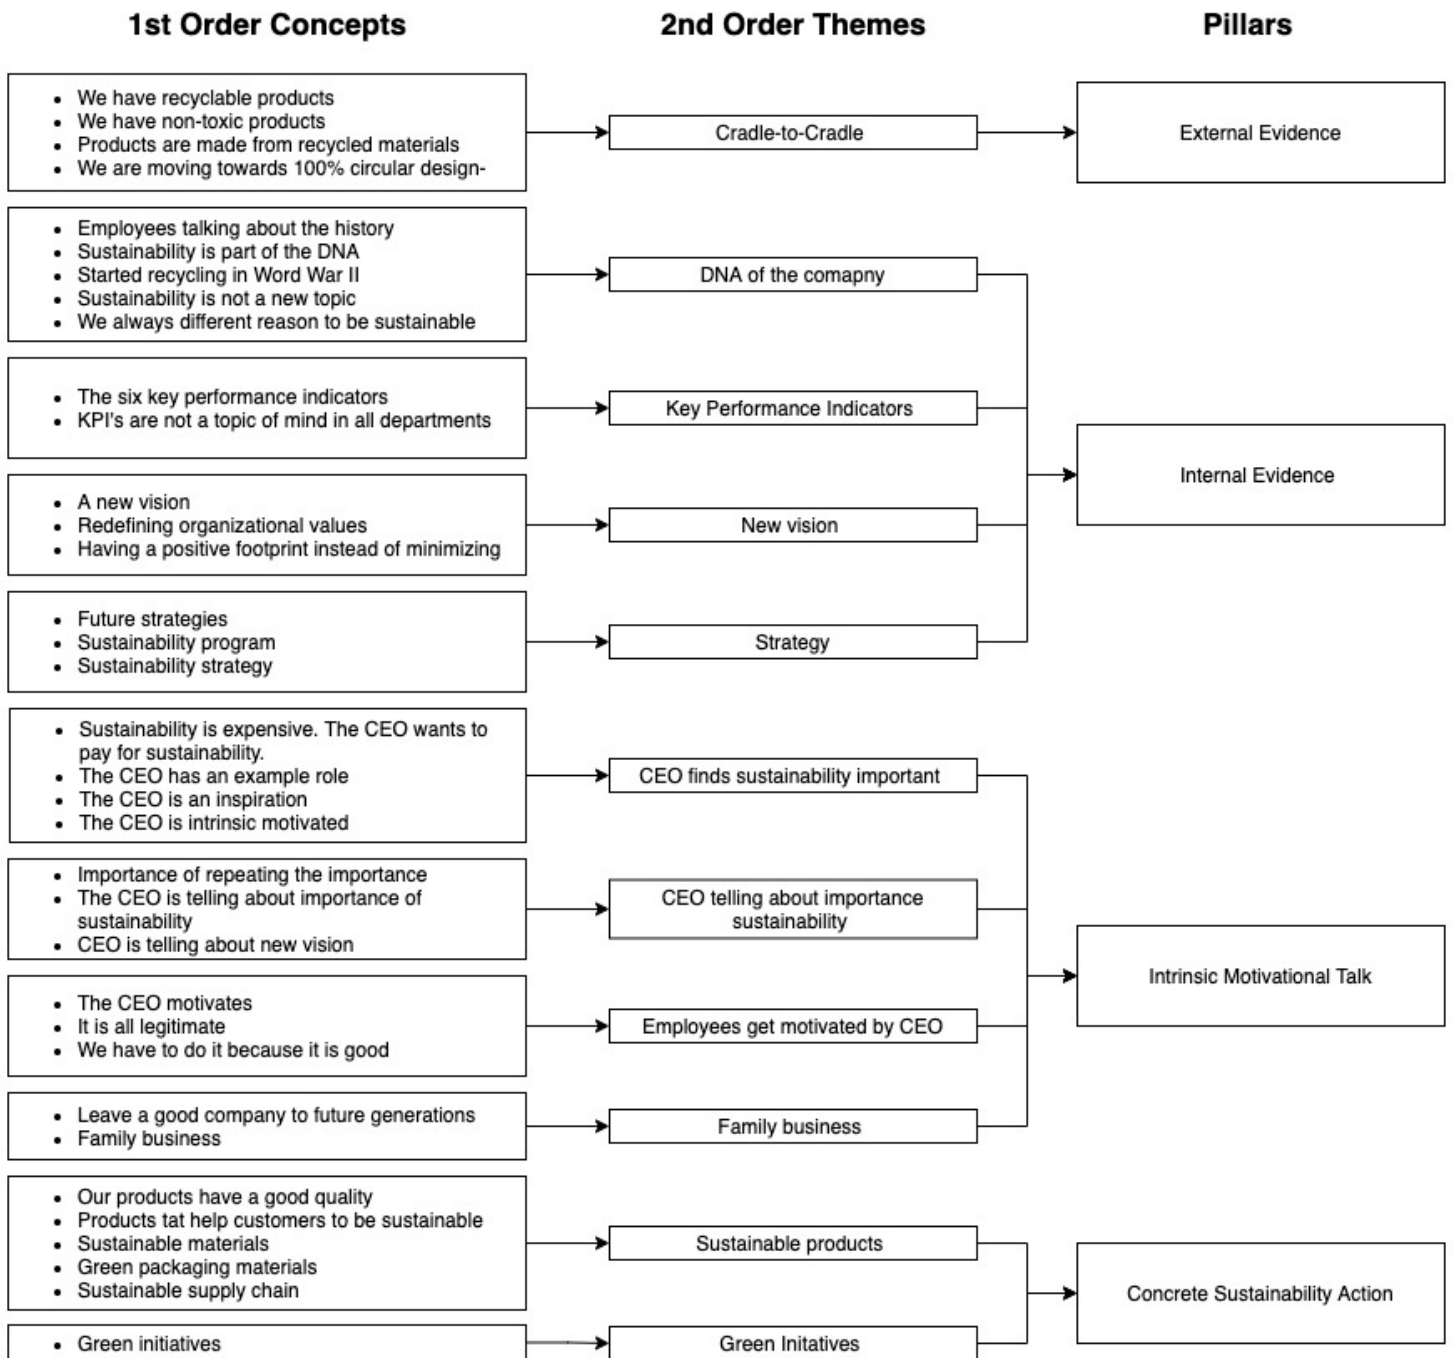 1st Order Concepts
2nd Order Themes
Pillars
We have recyclable products
We have non-toxic products
Products are made from recycled materials
We are moving towards 100% circular design-
Cradle-to-Cradle
External Evidence
Employees talking about the history
Sustainability is part of the DNA
Started recycling in Word War II
Sustainability is not a new topic
We always different reason to be sustainable
DNA of the comapny
The six key performance indicators
KPI's are not a topic of mind in all departments
Key Performance Indicators
A new vision
Redefining organizational values
Having a positive footprint instead of minimizing
New vision
Internal Evidence
Future strategies
Sustainability program
Sustainability strategy
Strategy
Sustainability is expensive. The CEO wants to
pay for sustainability.
The CEO has an example role
The CEO is an inspiration
The CEO is intrinsic motivated
CEO finds sustainability important
Importance of repeating the importance
The CEO is telling about importance of
sustainability
CEO is telling about new vision
CEO telling about importance
sustainability
The CEO motivates
It is all legitimate
We have to do it because it is good
Employees get motivated by CEO
Intrinsic Motivational Talk
Leave a good company to future generations
Family business
Family business
Our products have a good quality
Products tat help customers to be sustainable
Sustainable materials
Green packaging materials
Sustainable supply chain
Sustainable products
Concrete Sustainability Action
Green initiatives
Green Initatives